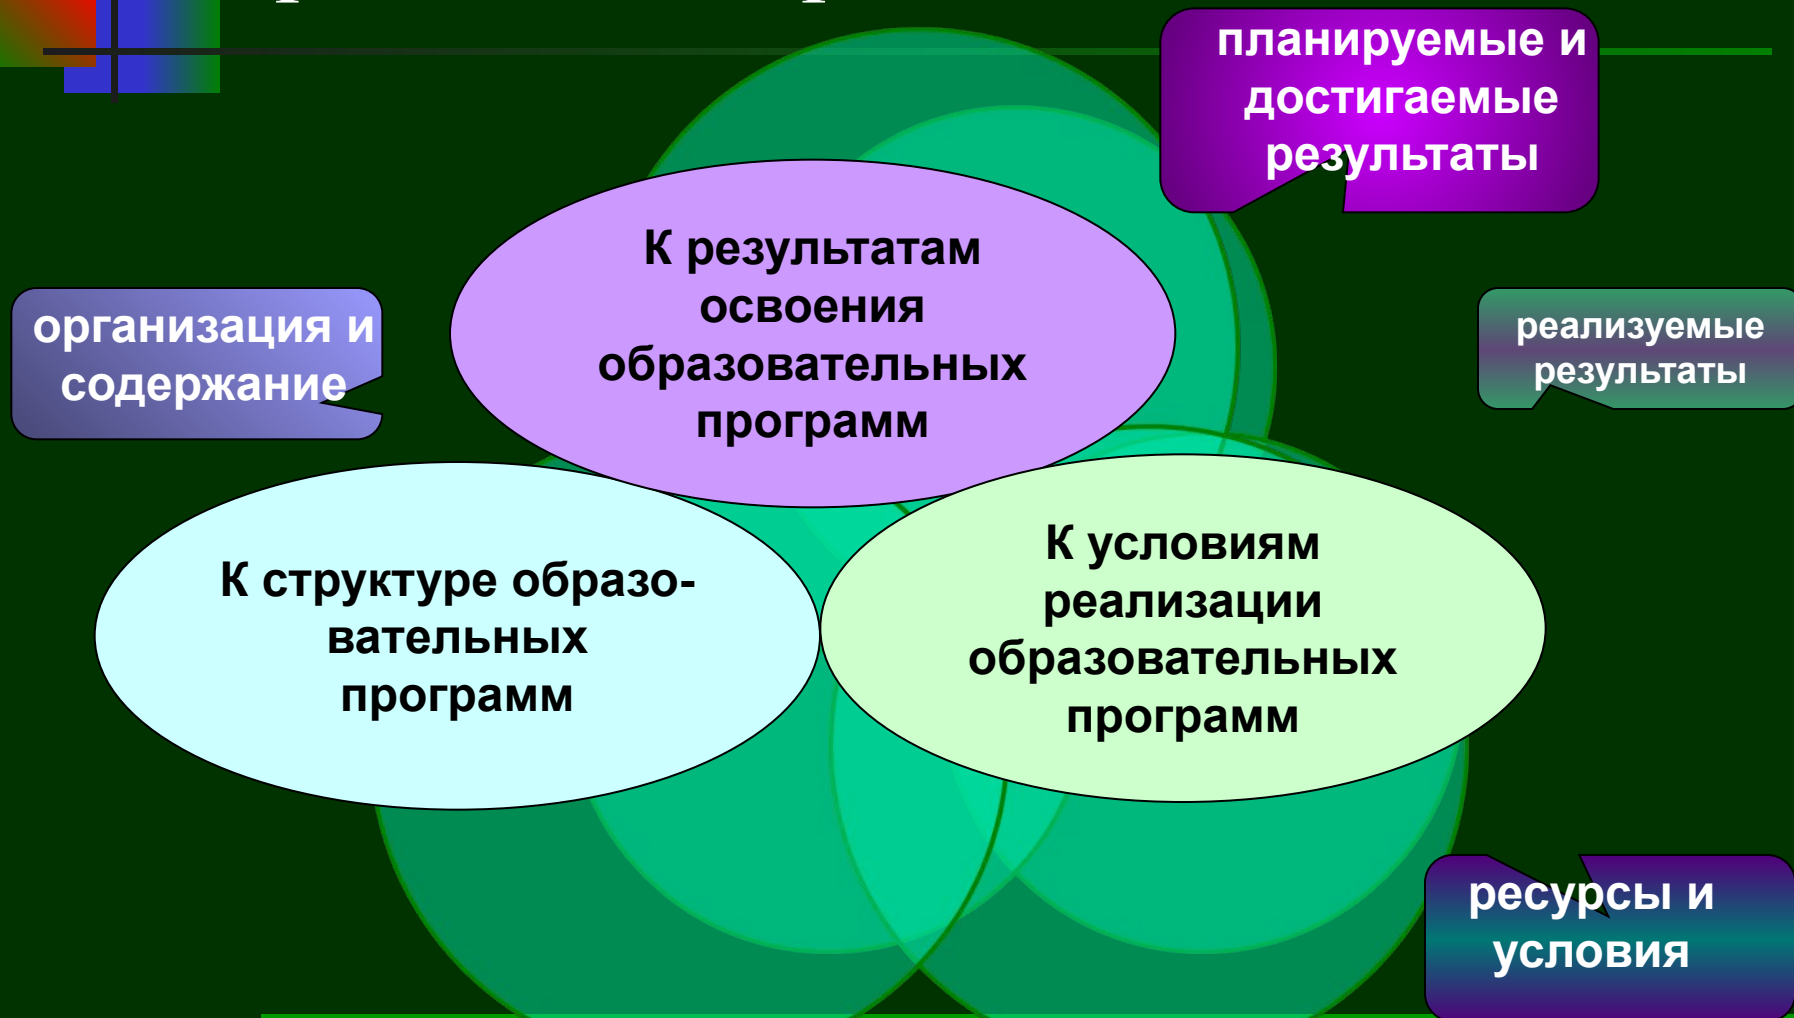 планируемые и
достигаемые
результаты
К результатам
освоения
образовательных
программ
организация и
содержание
реализуемые
результаты
К структуре образо-
вательных
программ
К условиям
реализации
образовательных
программ
ресурсы и
условия